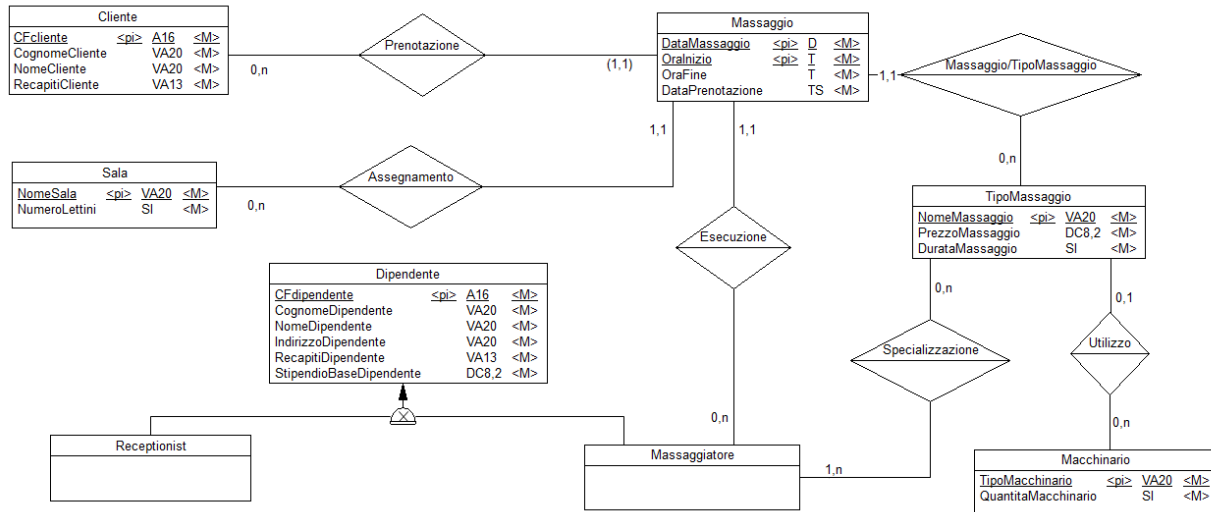 Cliente
CFcliente <pi> A16 <M>
CognomeCliente VA20 <M>
NomeCliente VA20 <M>
RecapitiCliente VA13 <M>
0,n
Prenotazione
(1,1)
Massaggio
DataMassaggio <pi> D <M>
OraInizio <pi> T <M>
OraFine T <M>
DataPrenotazione TS <M>
1,1
Massaggio/TipoMassaggio
0,n
1,1
1,1
Sala
NomeSala <pi> VA20 <M>
NumeroLettini SI <M>
0,n
Assegnamento
TipoMassaggio
NomeMassaggio <pi> VA20 <M>
PrezzoMassaggio DC8,2 <M>
DurataMassaggio SI <M>
Esecuzione
0,n
0,n
0,1
Dipendente
CFdipendente <pi> A16 <M>
CognomeDipendente VA20 <M>
NomeDipendente VA20 <M>
IndirizzoDipendente VA20 <M>
RecapitiDipendente VA13 <M>
StipendioBaseDipendente DC8,2 <M>
Specializzazione
Utilizzo
Receptionist
Massaggiatore
1,n
0,n
Macchinario
TipoMacchinario <pi> VA20 <M>
QuantitaMacchinario SI <M>